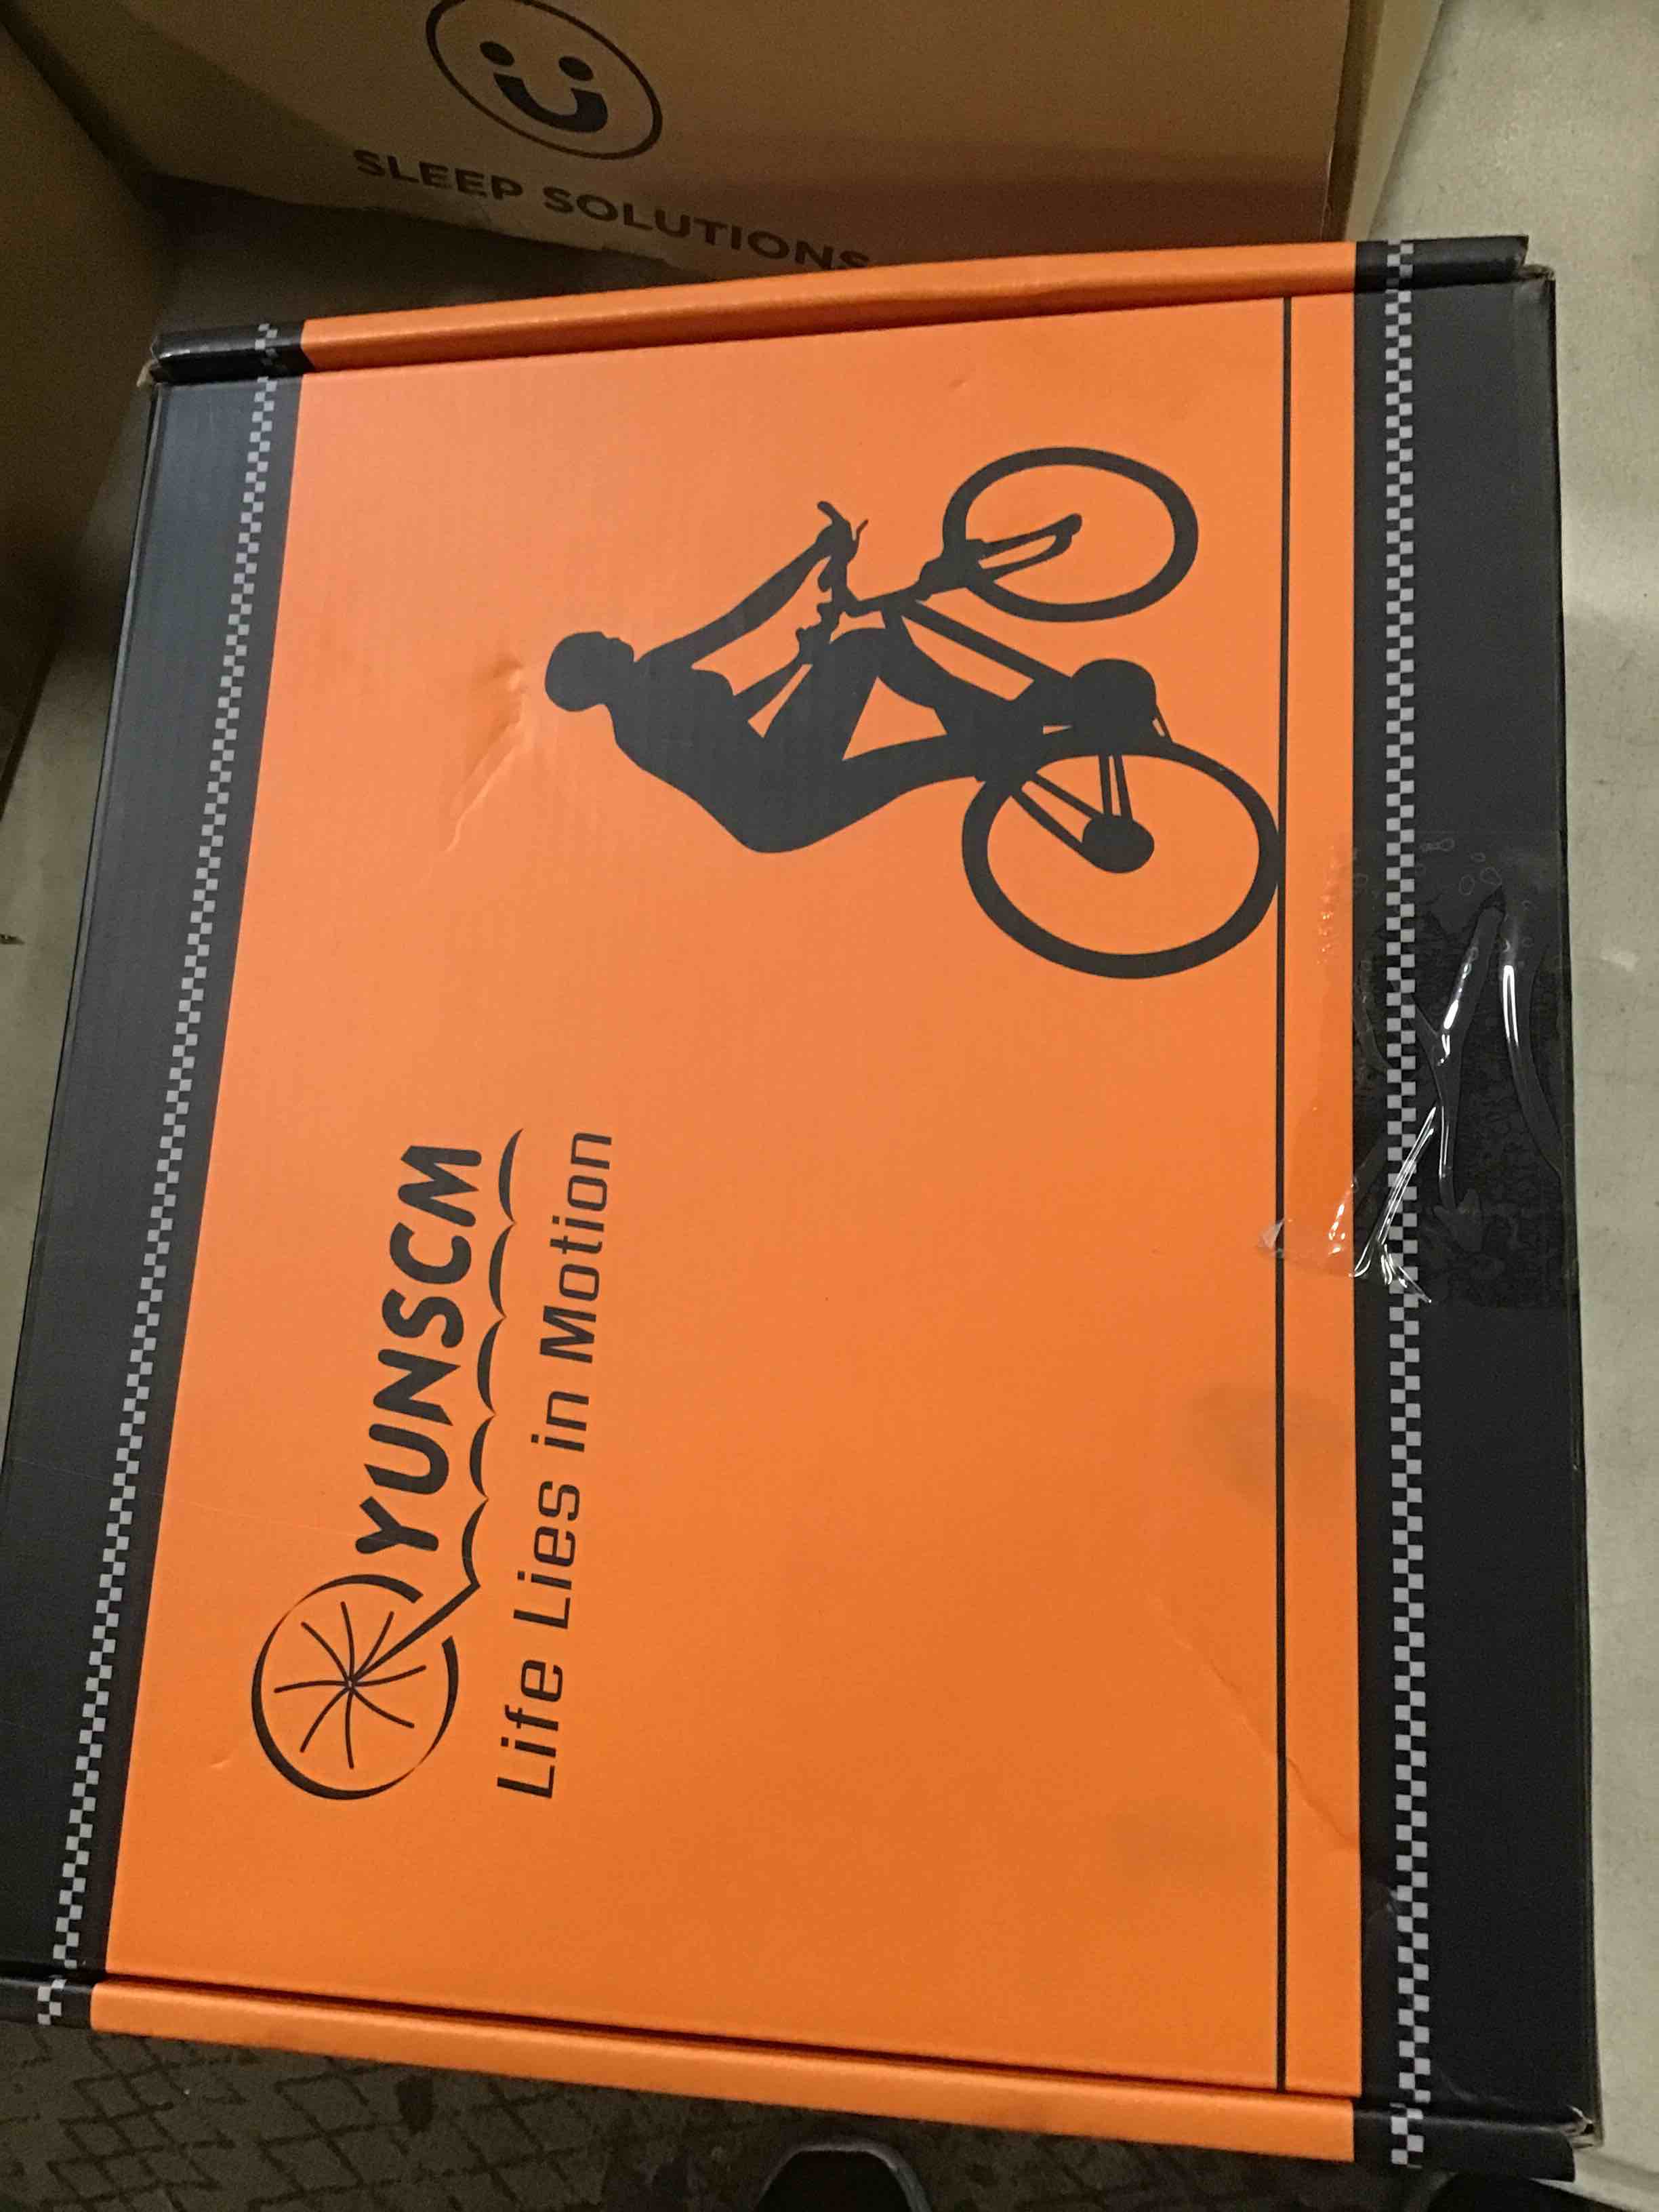 SLEEP SOLUTIONS
YUNSCM
Life Lies in Motion